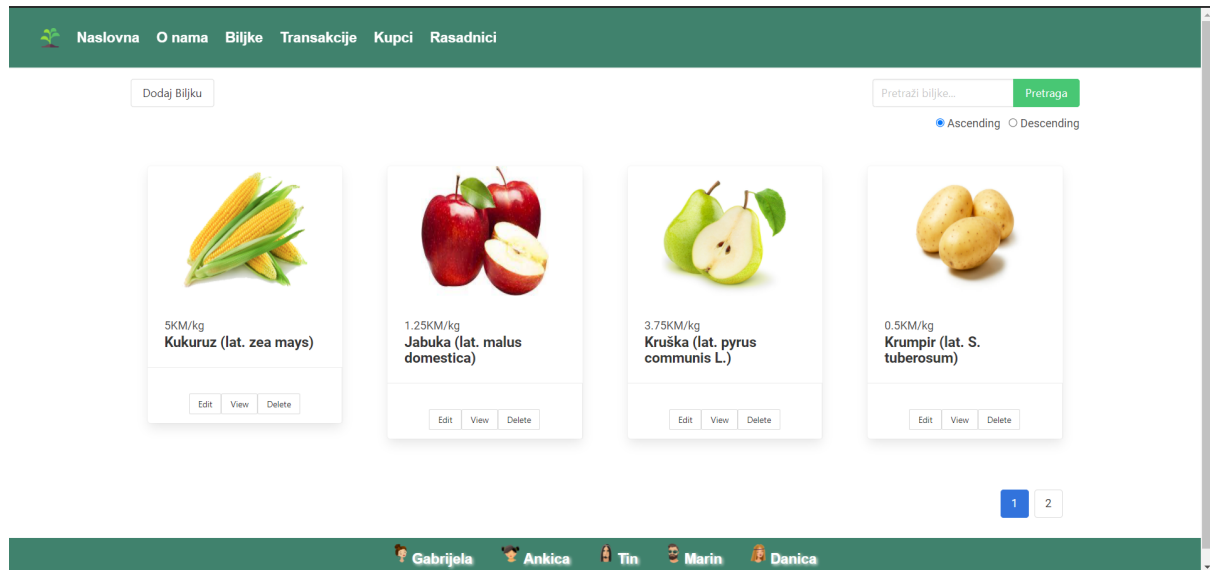 Naslovna O nama Biljke Transakcije Kupci Rasadnici
Dodaj Biljku
Pretraži biljke... Pretraga
Ascending Descending
5KM/kg
Kukuruz (lat. zea mays)
Edit View Delete
1.25KM/kg
Jabuka (lat. malus
domestica)
Edit View Delete
3.75KM/kg
Kruška (lat. pyrus
communis L.)
Edit View Delete
0.5KM/kg
Krumpir (lat. S.
tuberosum)
Edit View Delete
1 2
Gabrijela Ankica Tin Marin Danica